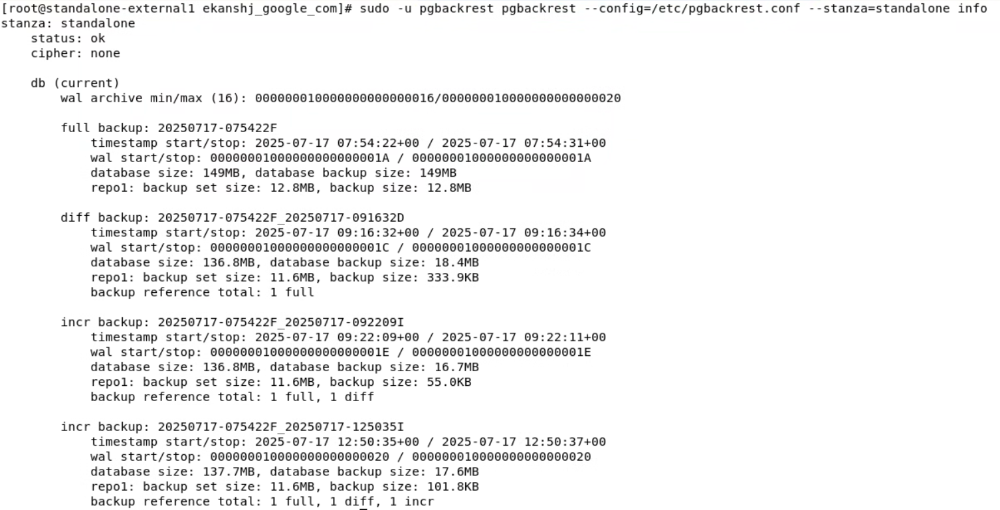 [root@standalone-external1 ekanshj_google_com]# sudo -u pgbackrest pgbackrest --config=/etc/pgbackrest.conf --stanza=standalone info
stanza: standalone
    status: ok
    cipher: none

    db (current)
        wal archive min/max (16): 000000010000000000000016/000000010000000000000020

        full backup: 20250717-075422F
            timestamp start/stop: 2025-07-17 07:54:22+00 / 2025-07-17 07:54:31+00
            wal start/stop: 00000001000000000000001A / 00000001000000000000001A
            database size: 149MB, database backup size: 149MB
            repo1: backup set size: 12.8MB, backup size: 12.8MB

        diff backup: 20250717-075422F_20250717-091632D
            timestamp start/stop: 2025-07-17 09:16:32+00 / 2025-07-17 09:16:34+00
            wal start/stop: 00000001000000000000001C / 00000001000000000000001C
            database size: 136.8MB, database backup size: 18.4MB
            repo1: backup set size: 11.6MB, backup size: 333.9KB
            backup reference total: 1 full

        incr backup: 20250717-075422F_20250717-092209I
            timestamp start/stop: 2025-07-17 09:22:09+00 / 2025-07-17 09:22:11+00
            wal start/stop: 00000001000000000000001E / 00000001000000000000001E
            database size: 136.8MB, database backup size: 16.7MB
            repo1: backup set size: 11.6MB, backup size: 55.0KB
            backup reference total: 1 full, 1 diff

        incr backup: 20250717-075422F_20250717-125035I
            timestamp start/stop: 2025-07-17 12:50:35+00 / 2025-07-17 12:50:37+00
            wal start/stop: 000000010000000000000020 / 000000010000000000000020
            database size: 137.7MB, database backup size: 17.6MB
            repo1: backup set size: 11.6MB, backup size: 101.8KB
            backup reference total: 1 full, 1 diff, 1 incr